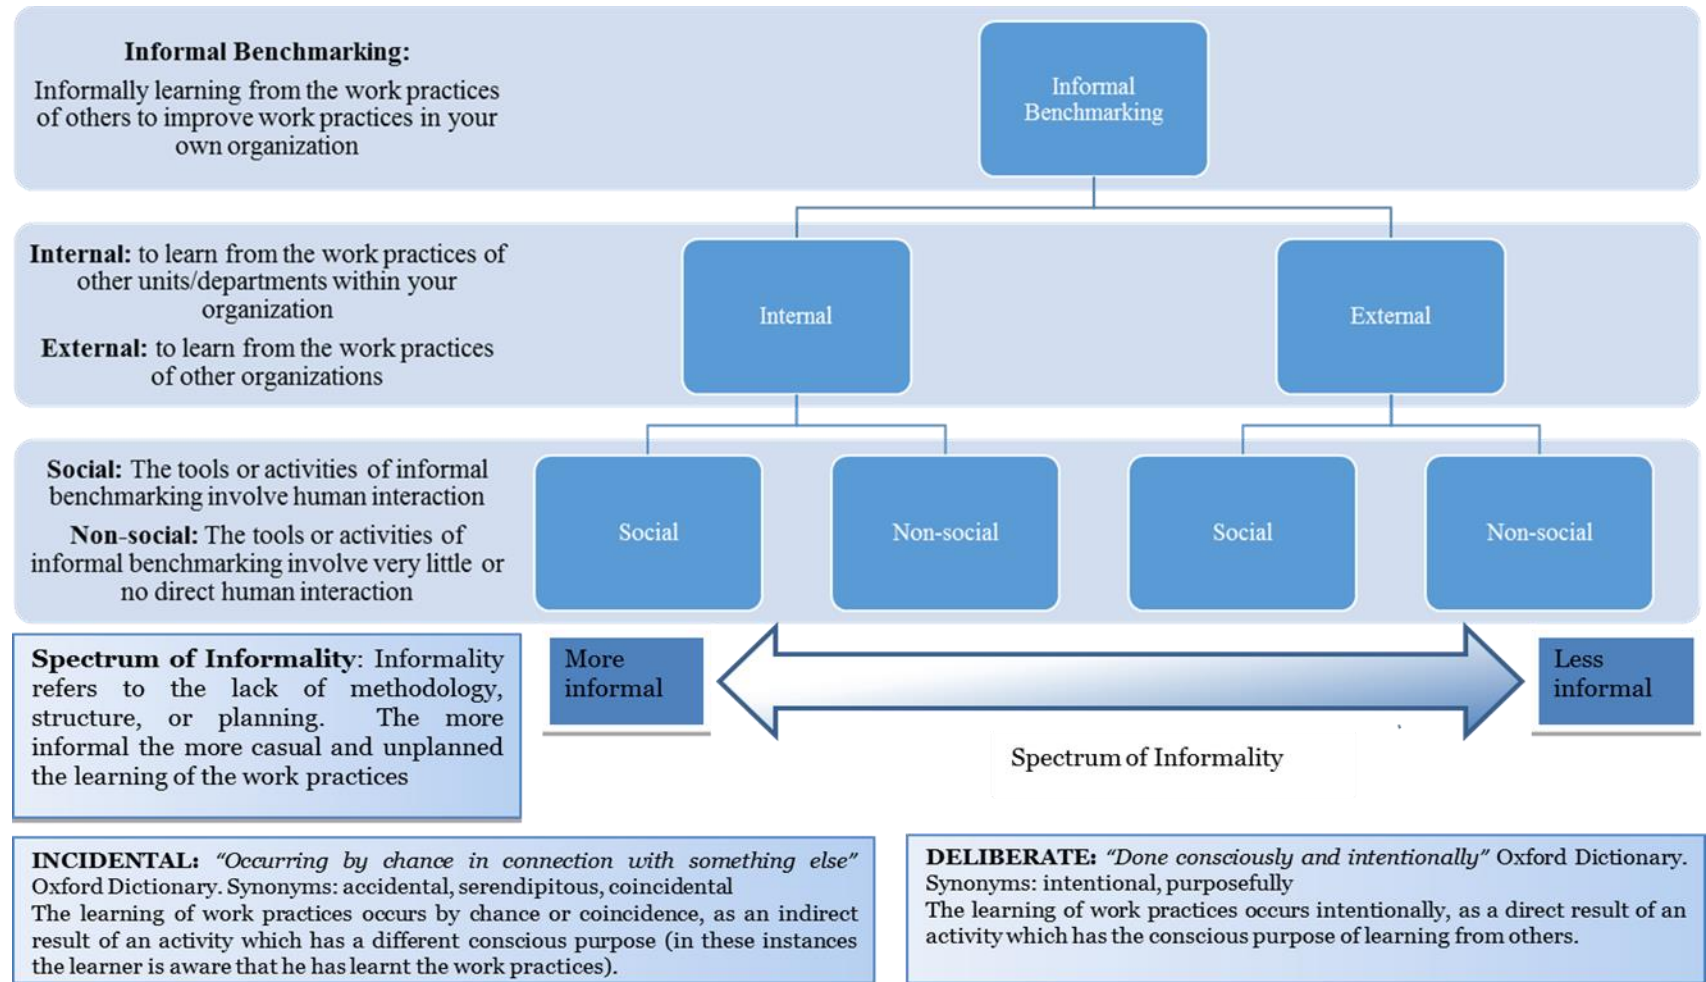 Informal Benchmarking:
Informally learning from the work practices
of others to improve work practices in your
own organization
Informal
Benchmarking
Internal: to learn from the work practices of
other units/departments within your
organization
External: to learn from the work practices
of other organizations
Internal
External
Social: The tools or activities of informal
benchmarking involve human interaction
Non-social: The tools or activities of
informal benchmarking involve very little or
no direct human interaction
Social
Non-social
Social
Non-social
Spectrum of Informality: Informality
refers to the lack of methodology,
structure, or planning. The more
informal the more casual and unplanned
the learning of the work practices
More
informal
Less
informal
Spectrum of Informality
INCIDENTAL: “Occurring by chance in connection with something else”
Oxford Dictionary. Synonyms: accidental, serendipitous, coincidental
The learning of work practices occurs by chance or coincidence, as an indirect
result of an activity which has a different conscious purpose (in these instances
the learner is aware that he has learnt the work practices).
DELIBERATE: “Done consciously and intentionally” Oxford Dictionary.
Synonyms: intentional, purposefully
The learning of work practices occurs intentionally, as a direct result of an
activity which has the conscious purpose of learning from others.